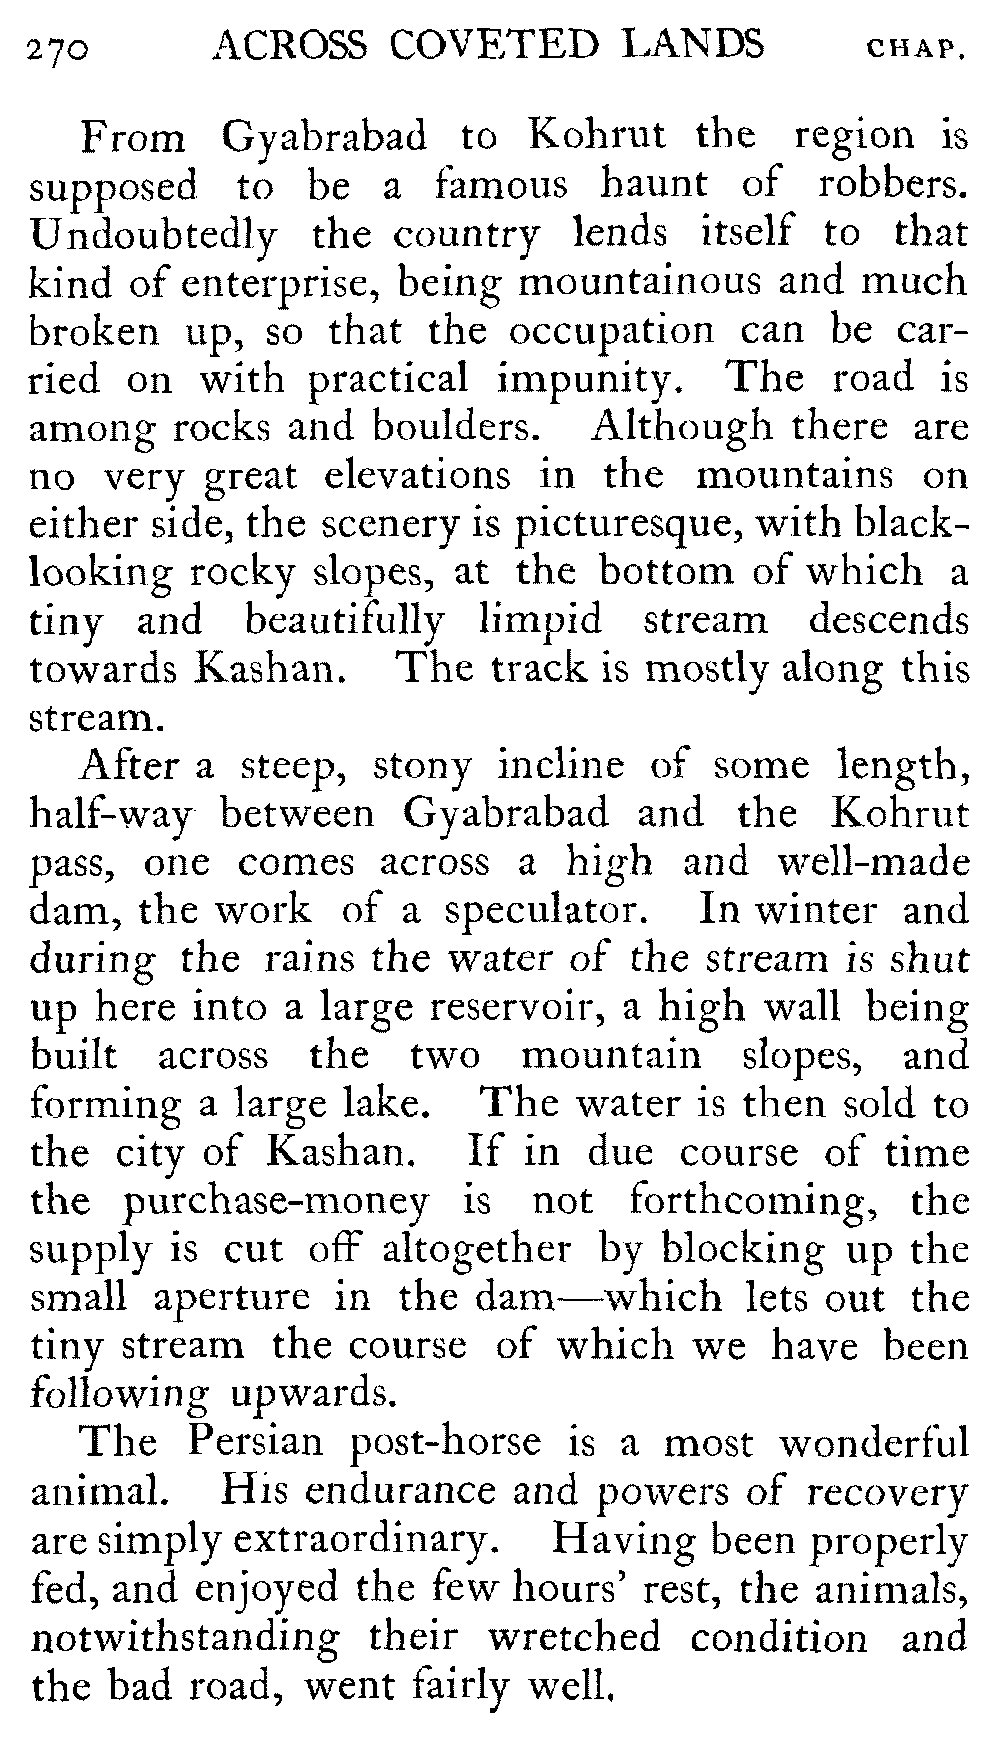 270 ACROSS COVETED LANDS CHAP.
From Gyabrabad to Kohrut the region is
supposed to be a famous haunt of robbers.
Undoubtedly the country lends itself to that
kind of enterprise, being mountainous and much
broken up, so that the occupation can be car-
ried on with practical impunity. The road is
among rocks and boulders. Although there are
no very great elevations in the mountains on
either side, the scenery is picturesque, with black-
looking rocky slopes, at the bottom of which a
tiny and beautifully limpid stream descends
towards Kashan. The track is mostly along this
stream.
After a steep, stony incline of some length,
half-way between Gyabrabad and the Kohrut
pass, one comes across a high and well-made
dam, the work of a speculator. In winter and
during the rains the water of the stream is shut
up here into a large reservoir, a high wall being
built across the two mountain slopes, and
forming a large lake. The water is then sold to
the city of Kashan. If in due course of time
the purchase-money is not forthcoming, the
supply is cut off altogether by blocking up the
small aperture in the dam—which lets out the
tiny stream the course of which we have been
following upwards.
The Persian post-horse is a most wonderful
animal. His endurance and powers of recovery
are simply extraordinary. Having been properly
fed, and enjoyed the few hours' rest, the animals,
notwithstanding their wretched condition and
the bad road, went fairly well.